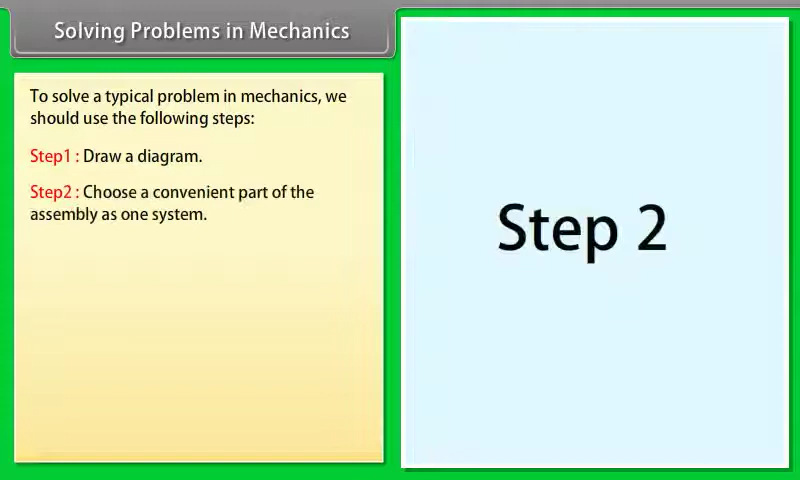 Solving Problems in Mechanics
To solve a typical problem in mechanics, we
should use the following steps:
Step1 : Draw a diagram.
Step2 : Choose a convenient part of the
assembly as one system.
Step 2